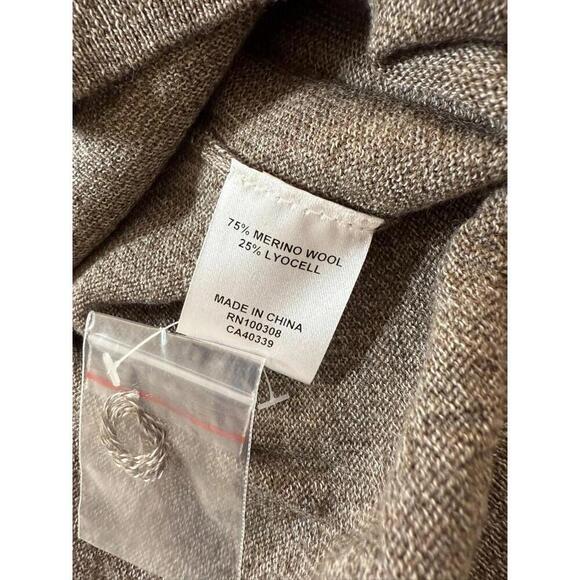 75% MERINO WOOL
25% LYOCELL
MADE IN CHINA
RN100308
CA40339